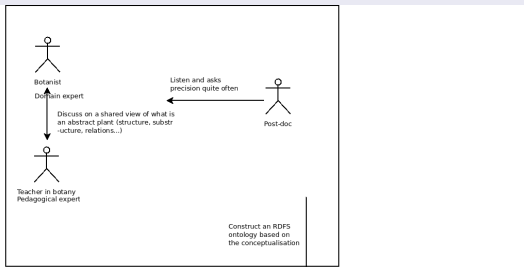 Botanist
Domain expert
Listen and asks
precision quite often
Discuss on a shared view of what is
an abstract plant (structure, substr
-ucture, relations...)
Post-doc
Teacher in botany
Pedagogical expert
Construct an RDFS
ontology based on
the conceptualisation